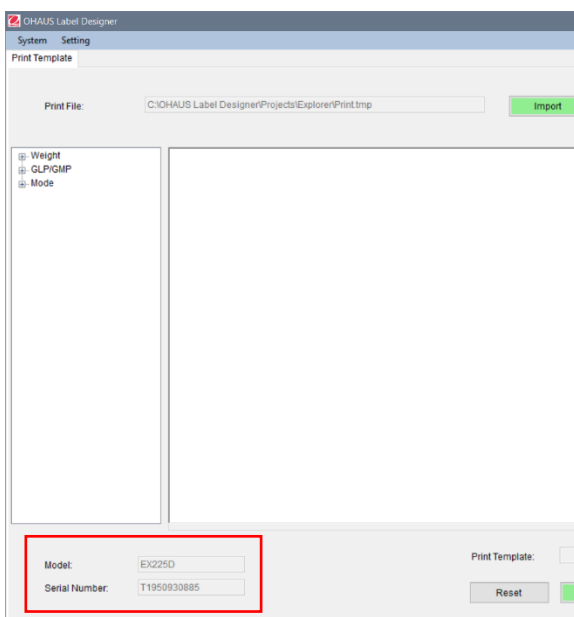 OHAUS Label Designer
System Setting
Print Template
Print File: C:\OHAUS Label Designer\Projects\Explorer\Print.tmp Import
Weight
GLP/GMP
Mode
Model: EX225D
Print Template:
Serial Number: T1950930885
Reset